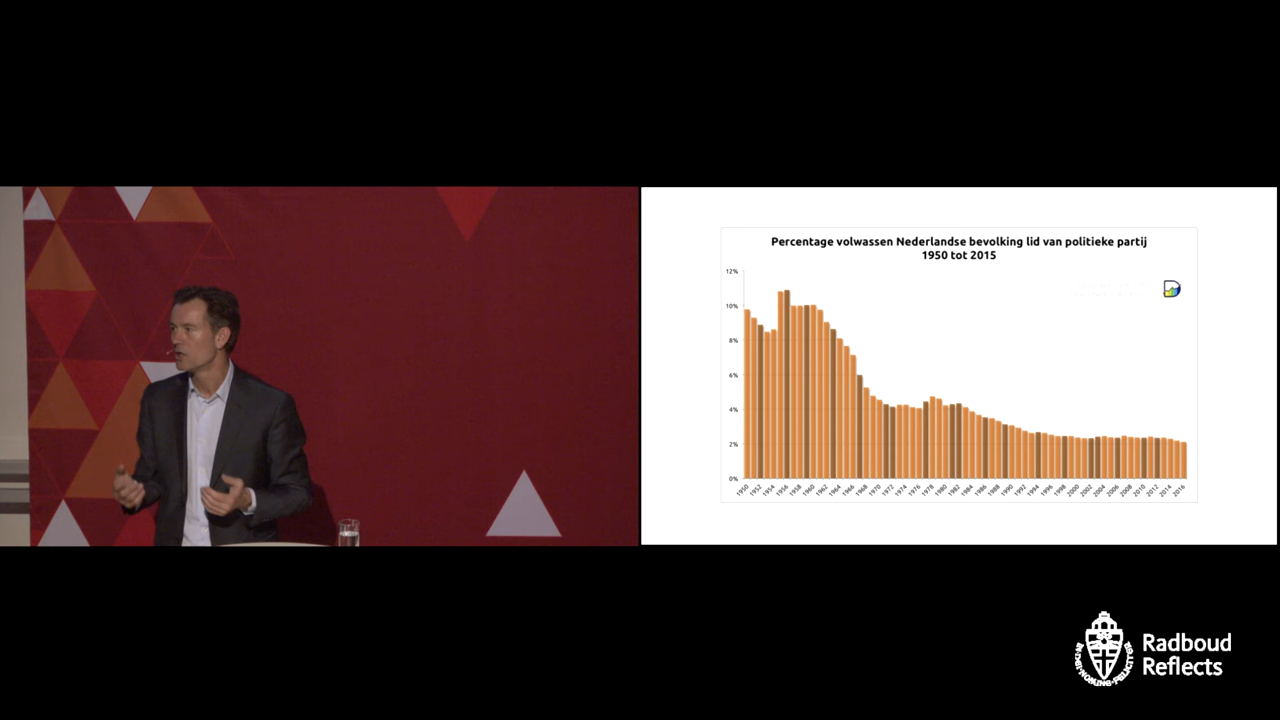 Percentage volwassen Nederlandse bevolking lid van politieke partij
1950 tot 2015
12%
10%
8%
6%
4%
2%
0%
1950 1952 1954 1956 1958 1960 1962 1964 1966 1968 1970 1972 1974 1976 1978 1980 1982 1984 1986 1988 1990 1992 1994 1996 1998 2000 2002 2004 2006 2008 2010 2012 2014 2016
Radboud
Reflects